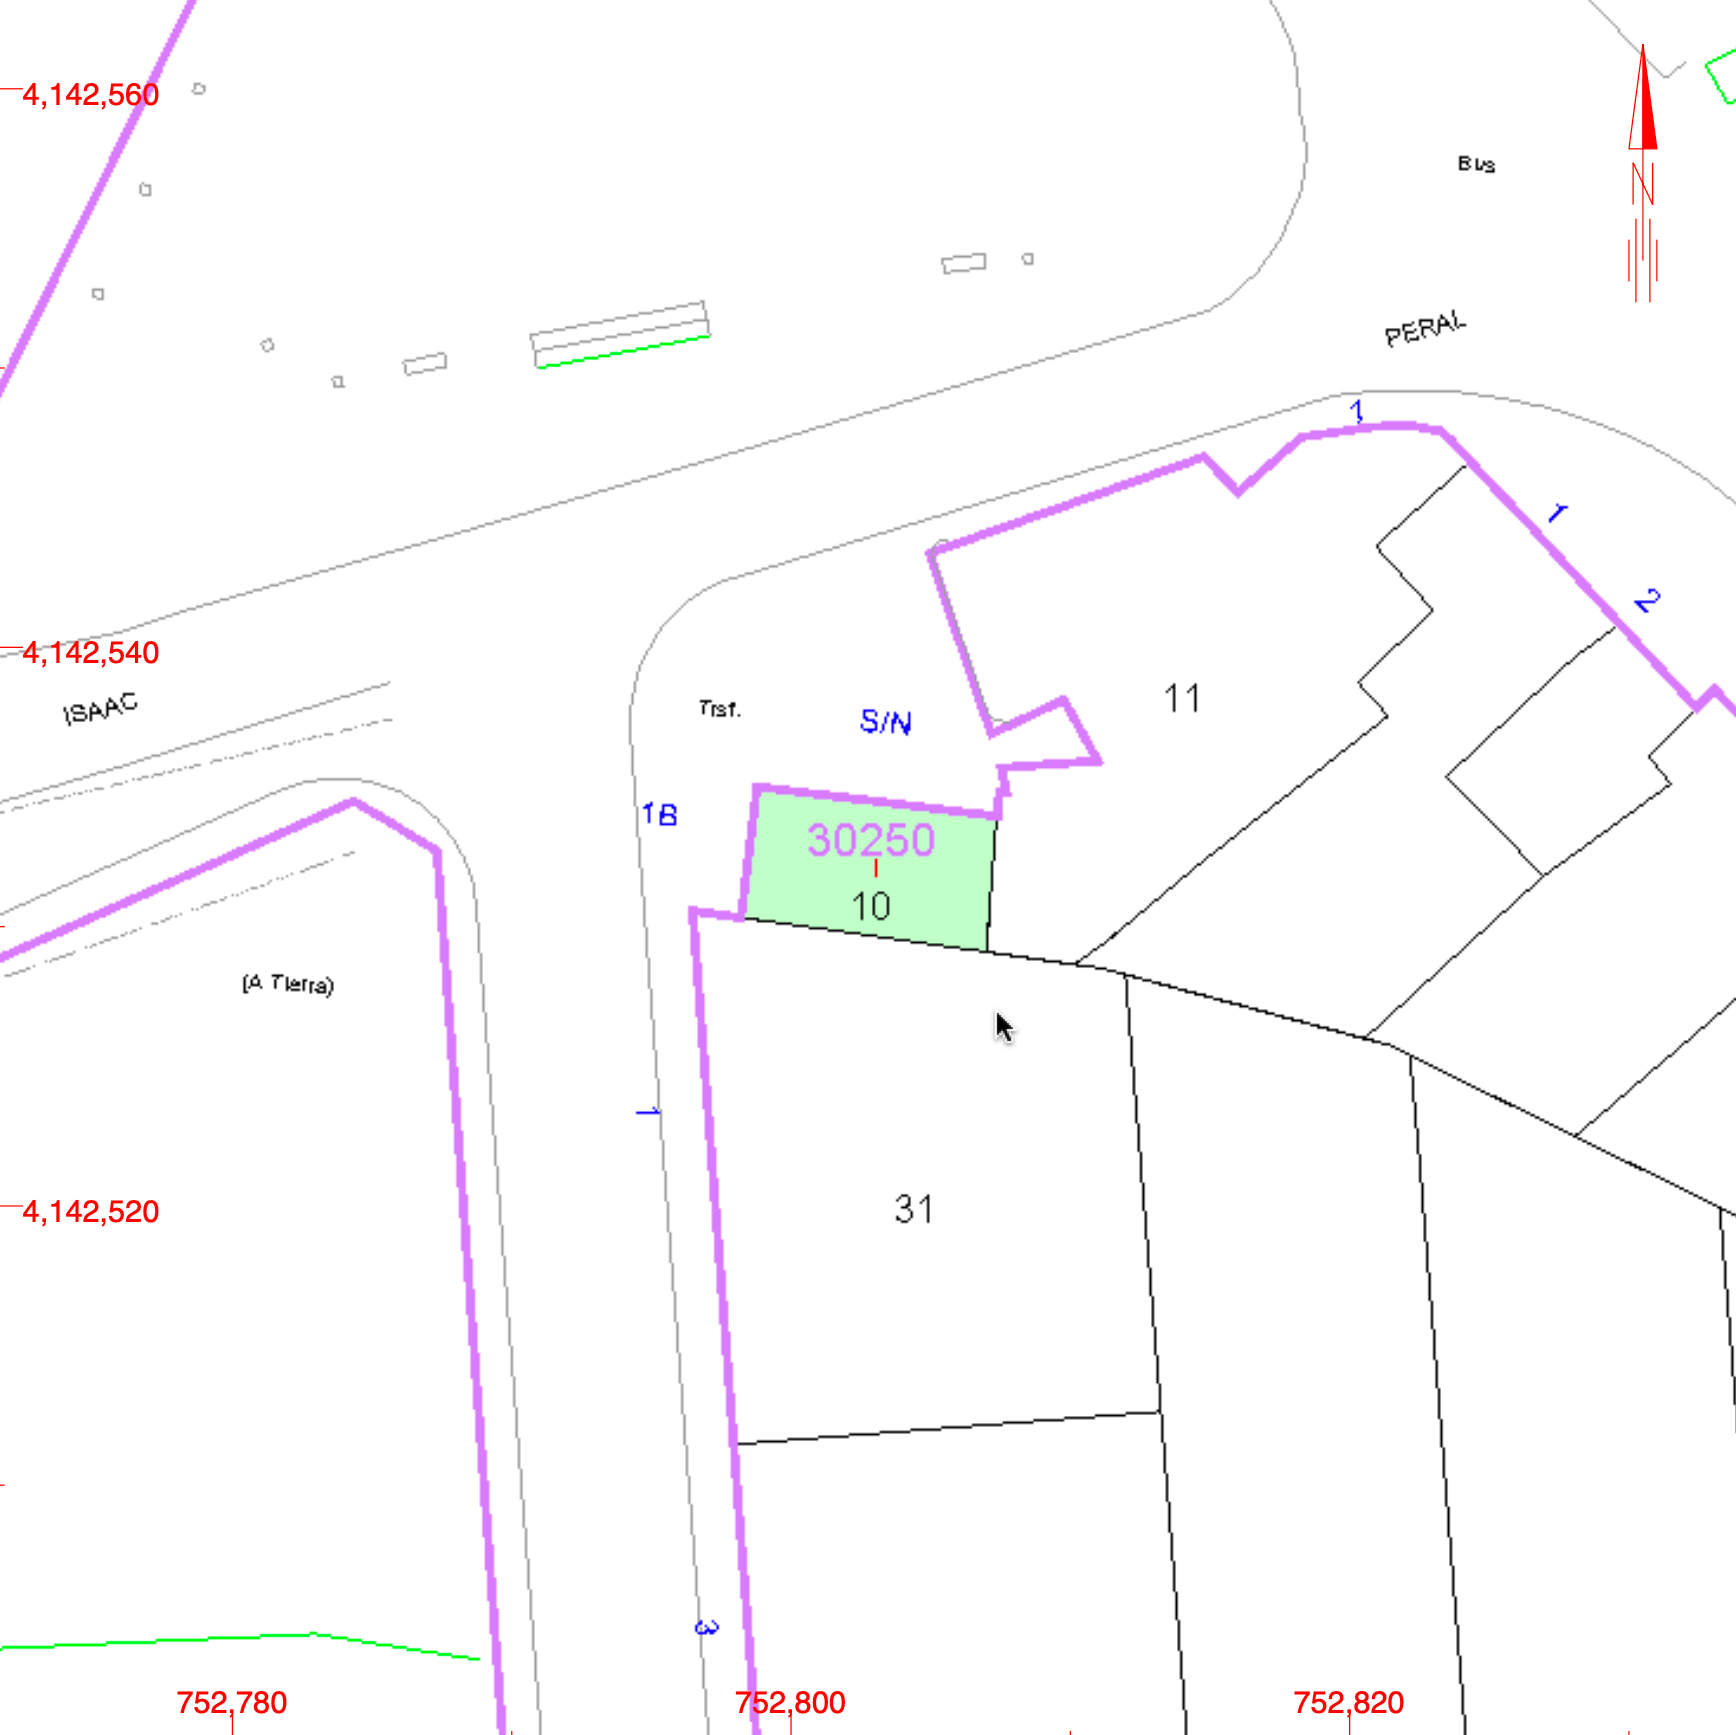 4,142,560
Bus
N
PERAL
1
1
2
4,142,540
ISAAC
Trsf.
S/N
11
1B
30250
10
(A Tierra)
1
31
4,142,520
3
752,780
752,800
752,820